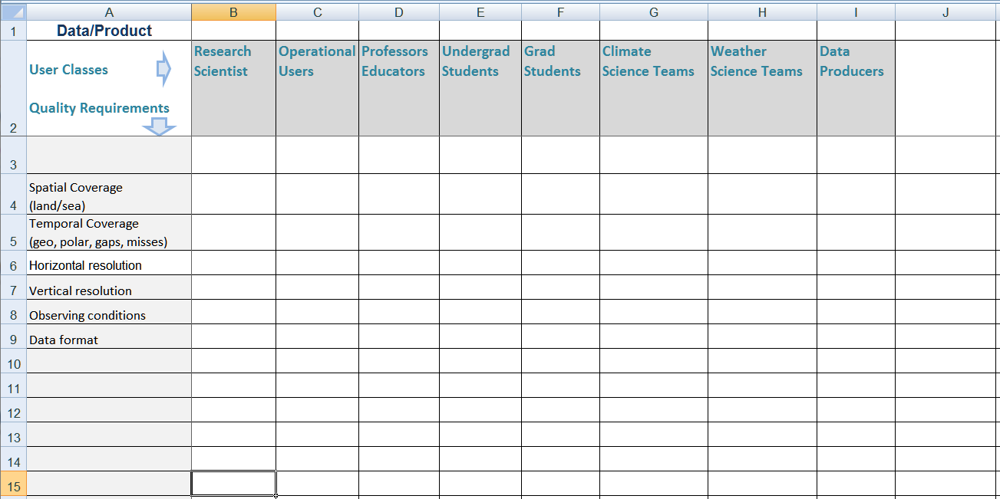 A B C D E F G H I J
1 Data/Product
Research Operational Professors Undergrad Grad Climate Weather Data
User Classes Scientist Users Educators Students Students Science Teams Science Teams Producers
Quality Requirements
2
3
Spatial Coverage
4 (land/sea)
Temporal Coverage
5 (geo, polar, gaps, misses)
6 Horizontal resolution
7 Vertical resolution
8 Observing conditions
9 Data format
10
11
12
13
14
15